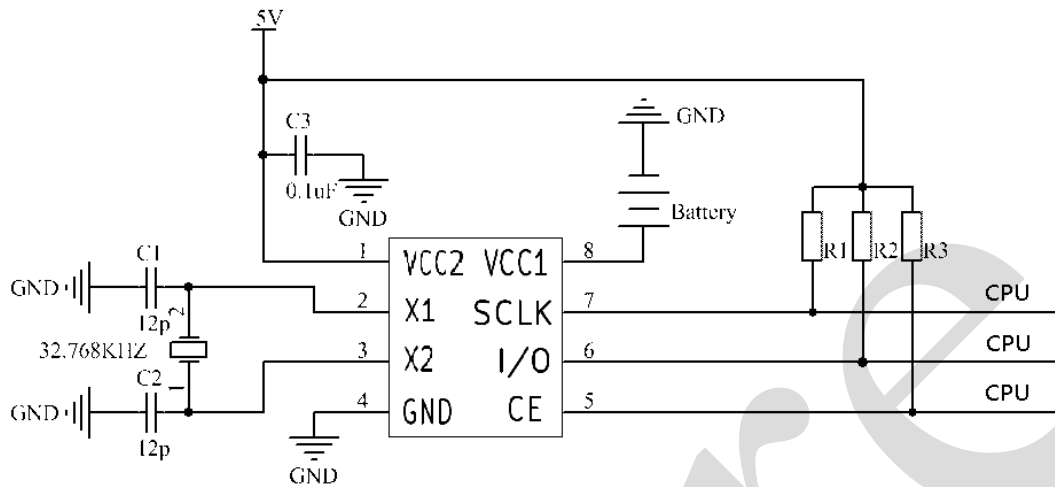 5V
C3
0.1uF
GND
GND
Battery
R1 R2 R3
1 VCC2 VCC1 8
C1
GND
12p
2
2 X1 SCLK 7
CPU
32.768KHZ
3 X2 I/O 6
CPU
1
C2
GND
12p
4 GND CE 5
CPU
GND